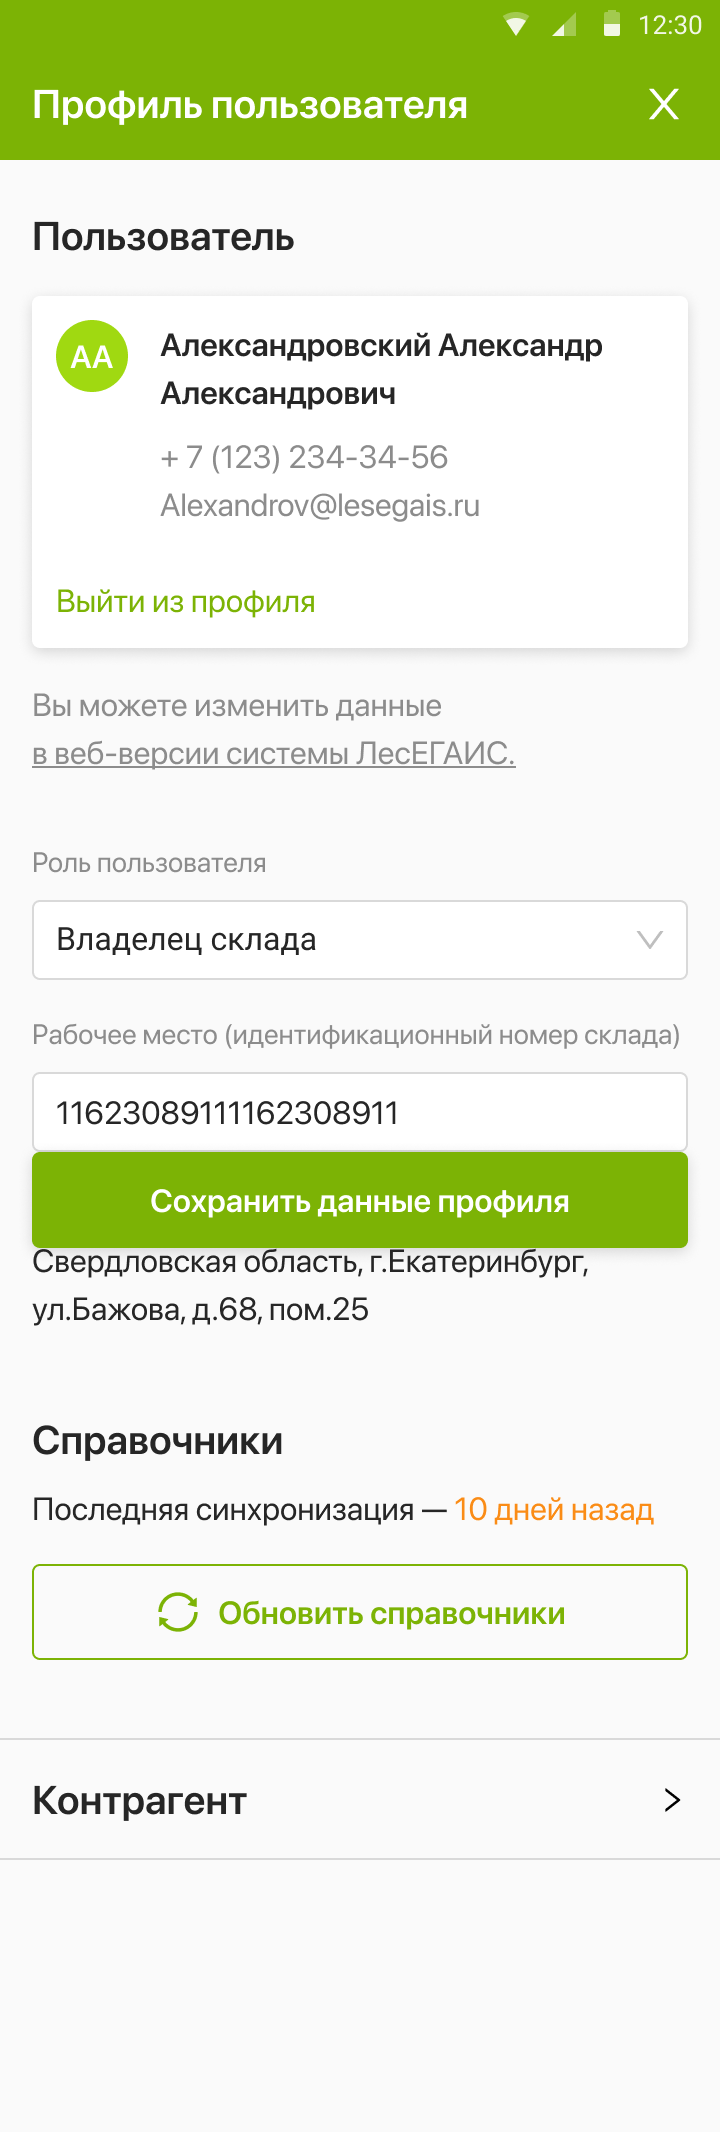 12:30
Профиль пользователя
Пользователь
АА
Александровский Александр
Александрович
+ 7 (123) 234-34-56
Alexandrov@lesegais.ru
Выйти из профиля
Вы можете изменить данные
в веб-версии системы ЛесЕГАИС.
Роль пользователя
Владелец склада
Рабочее место (идентификационный номер склада)
11623089111162308911
Сохранить данные профиля
Свердловская область, г.Екатеринбург,
ул.Бажова, д.68, пом.25
Справочники
Последняя синхронизация — 10 дней назад
Обновить справочники
Контрагент